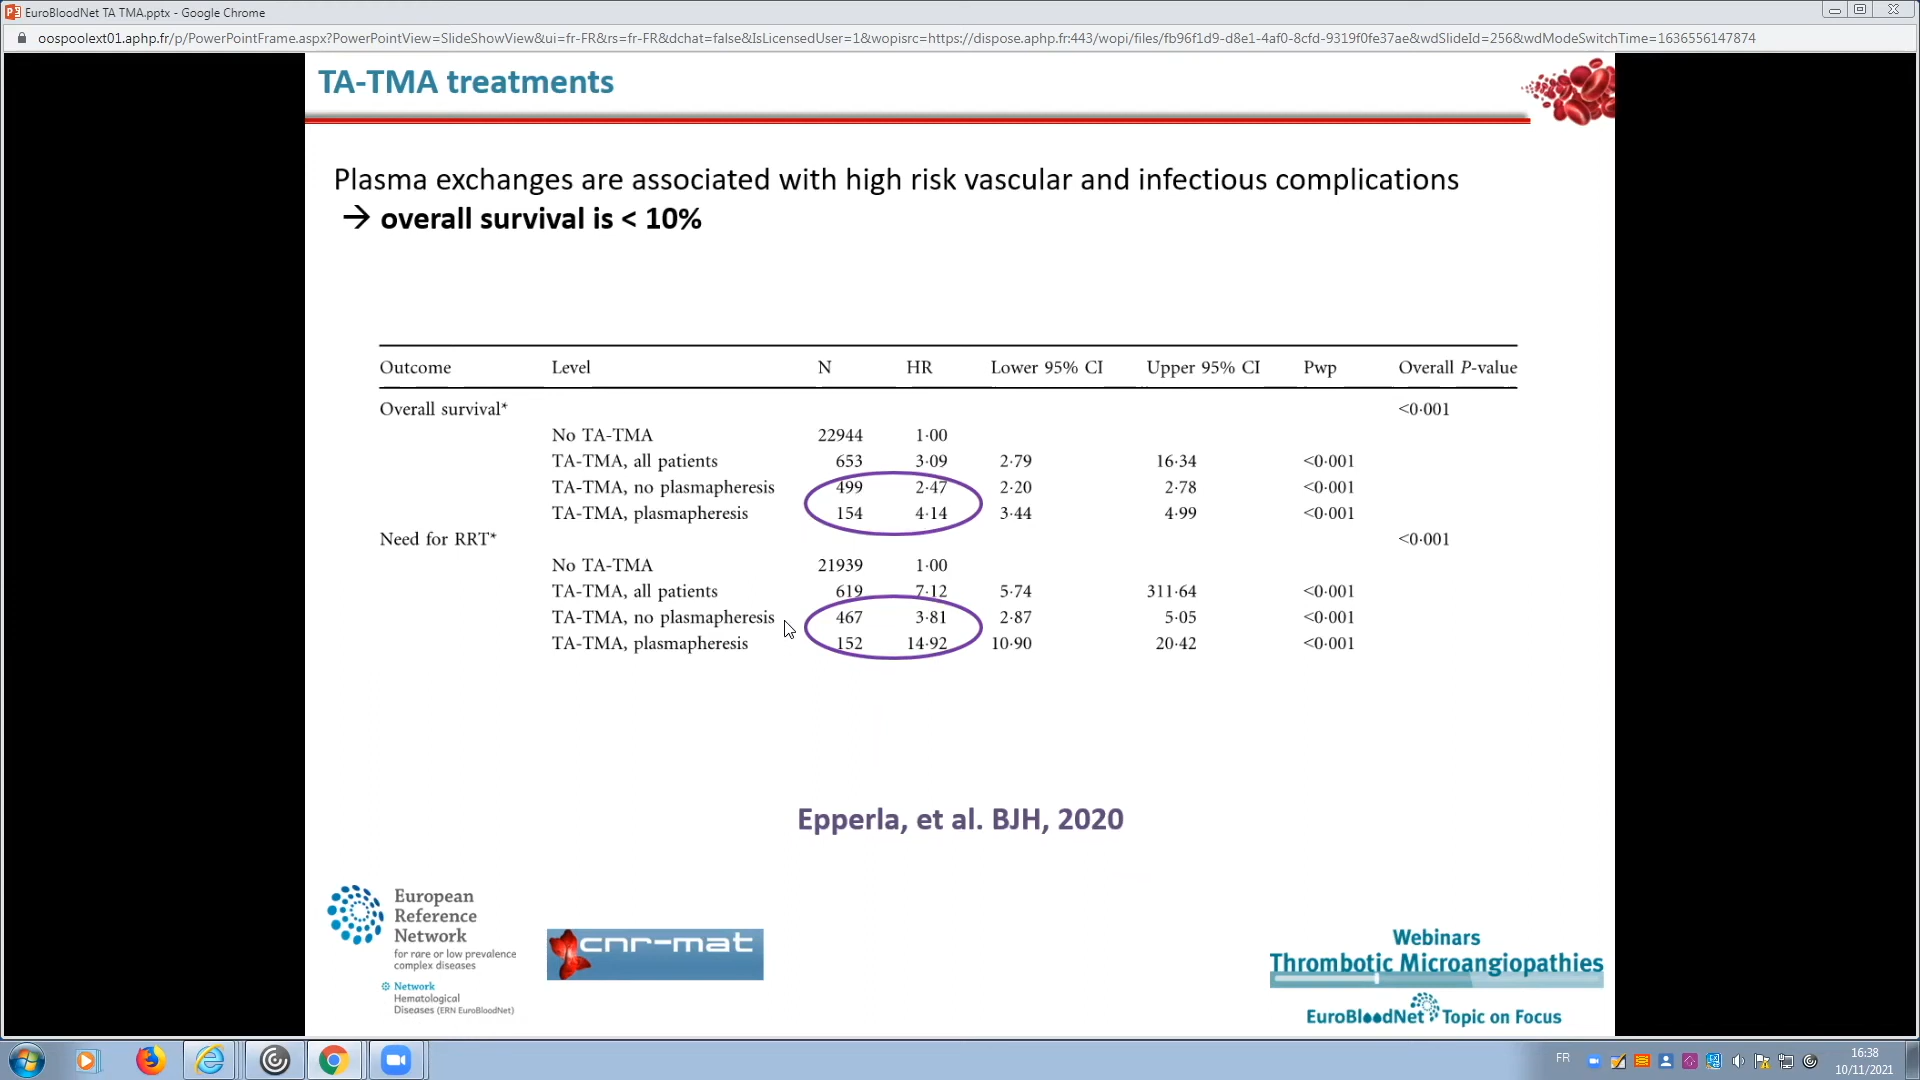 EuroBloodNet TA TMA.pptx - Google Chrome
oospoolext01.aphp.fr/p/PowerPointFrame.aspx?PowerPointView=SlideShowView&ui=fr-FR&rs=fr-FR&dchat=false&IsLicensedUser=1&wopisrc=https://dispose.aphp.fr:443/wopi/files/fb96f1d9-d8e1-4af0-8cfd-9319f0fe37ae&wdSlideId=256&wdModeSwitchTime=1636556147874
TA-TMA treatments
Plasma exchanges are associated with high risk vascular and infectious complications
→ overall survival is < 10%
Outcome Level N HR Lower 95% CI Upper 95% CI Pwp Overall P-value
Overall survival* <0·001
No TA-TMA 22944 1·00
TA-TMA, all patients 653 3·09 2·79 16·34 <0·001
TA-TMA, no plasmapheresis 499 2·47 2·20 2·78 <0·001
TA-TMA, plasmapheresis 154 4·14 3·44 4·99 <0·001
Need for RRT* <0·001
No TA-TMA 21939 1·00
TA-TMA, all patients 619 7·12 5·74 311·64 <0·001
TA-TMA, no plasmapheresis 467 3·81 2·87 5·05 <0·001
TA-TMA, plasmapheresis 152 14·92 10·90 20·42 <0·001
Epperla, et al. BJH, 2020
European
Reference
Network
for rare or low prevalence
complex diseases
Network
Hematological
Diseases (ERN EuroBloodNet)
cnr-mat
Webinars
Thrombotic Microangiopathies
EuroBloodNet Topic on Focus
FR
16:38
10/11/2021